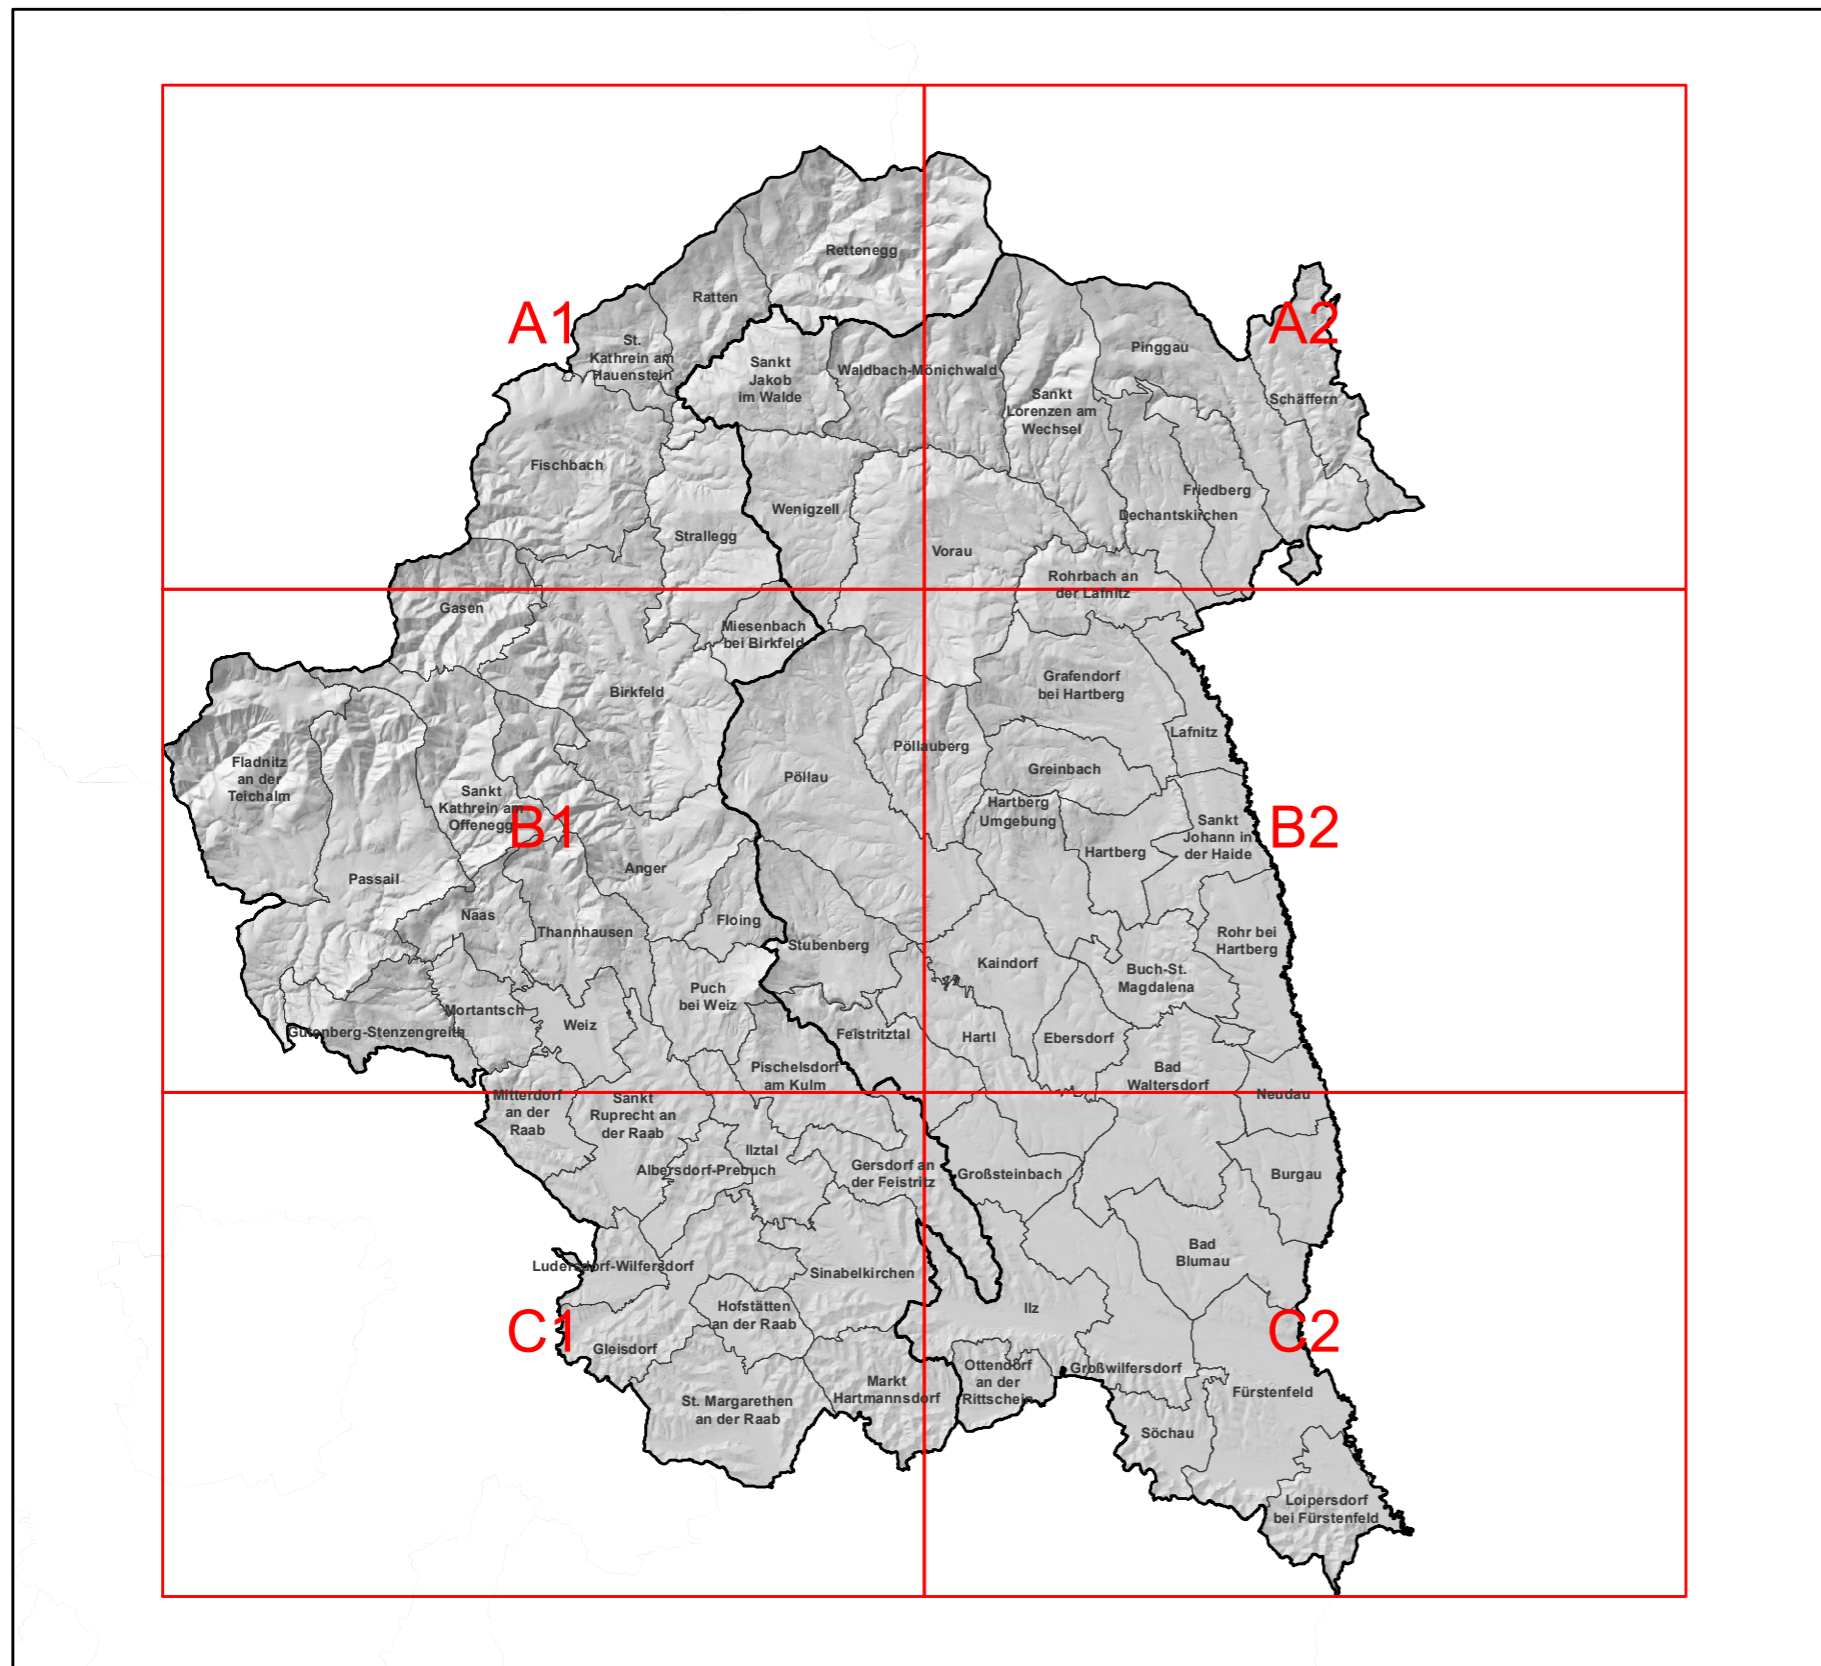 Rettenegg
Ratten
A1
St.
Kathrein am
Hauenstein
Sankt
Jakob
im Walde
Waldbach-Mönichwald
Pinggau
A2
Sankt
Lorenzen am
Wechsel
Schäffern
Fischbach
Strallegg
Wenigzell
Vorau
Friedberg
Dechantskirchen
Rohrbach an
der Lafnitz
Gasen
Miesenbach
bei Birkfeld
Birkfeld
Grafendorf
bei Hartberg
Lafnitz
Fladnitz
an der
Teichalm
Pöllauberg
Pöllau
Greinbach
Sankt
Kathrein am
Offenegg
B1
Hartberg
Umgebung
Hartberg
Sankt
Johann in
der Haide
B2
Passail
Anger
Naas
Thannhausen
Floing
Stubenberg
Rohr bei
Hartberg
Kaindorf
Buch-St.
Magdalena
Puch
bei Weiz
Mortantsch
Gutenberg-Stenzengreith
Weiz
Feistritztal
Hartl
Ebersdorf
Pischelsdorf
am Kulm
Bad
Waltersdorf
Neudau
Mitterdorf
an der
Raab
Sankt
Ruprecht an
der Raab
Ilztal
Albersdorf-Prebuch
Gersdorf an
der Feistritz
Großsteinbach
Burgau
Bad
Blumau
Ludersdorf-Wilfersdorf
Sinabelkirchen
Hofstätten
an der Raab
Ilz
C1
Gleisdorf
C2
Markt
Hartmannsdorf
Ottendorf
an der
Rittschein
Großwilfersdorf
Fürstenfeld
St. Margarethen
an der Raab
Söchau
Loipersdorf
bei Fürstenfeld